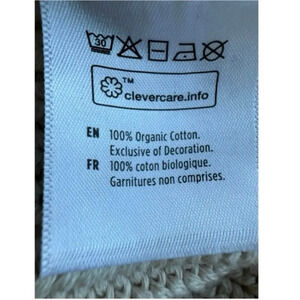 30
TM
clevercare.info
EN 100% Organic Cotton.
Exclusive of Decoration.
FR 100% coton biologique.
Garnitures non comprises.